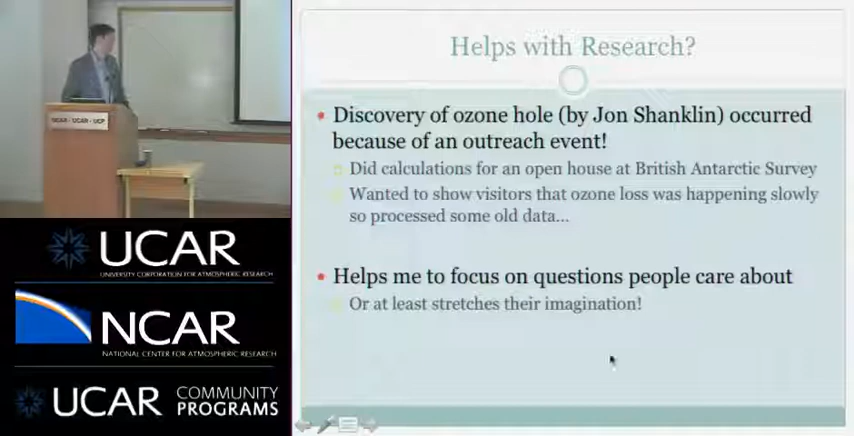 NCAR - UCAR - UCP
UCAR
UNIVERSITY CORPORATION FOR ATMOSPHERIC RESEARCH
NCAR
NATIONAL CENTER FOR ATMOSPHERIC RESEARCH
UCAR COMMUNITY
PROGRAMS
Helps with Research?
Discovery of ozone hole (by Jon Shanklin) occurred
because of an outreach event!
Did calculations for an open house at British Antarctic Survey
Wanted to show visitors that ozone loss was happening slowly
so processed some old data...
Helps me to focus on questions people care about
Or at least stretches their imagination!